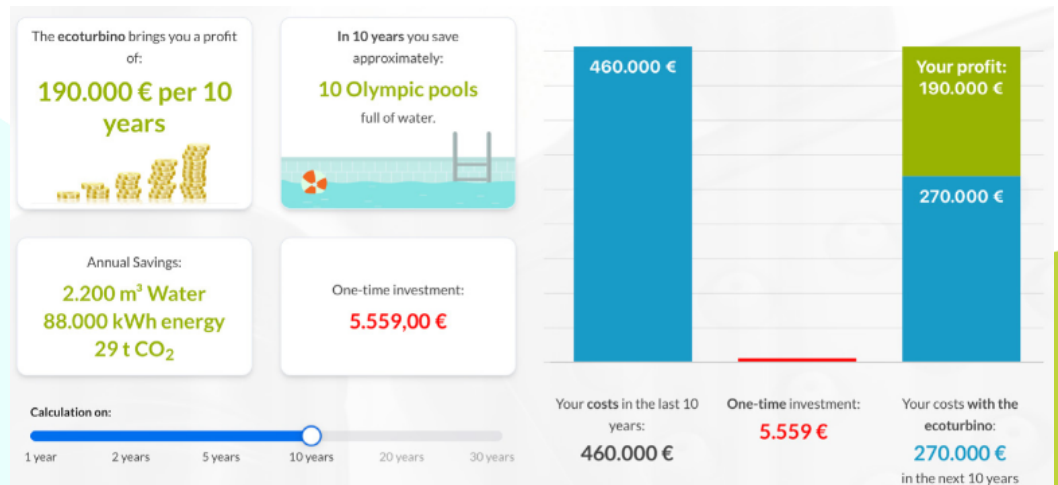 The ecoturbino brings you a profit
of:
190.000 € per 10
years
In 10 years you save
approximately:
10 Olympic pools
full of water.
Annual Savings:
2.200 m³ Water
88.000 kWh energy
29 t CO₂
One-time investment:
5.559,00 €
Calculation on:
1 year 2 years 5 years 10 years 20 years 30 years
460.000 €
Your profit:
190.000 €
270.000 €
Your costs in the last 10
years:
460.000 €
One-time investment:
5.559 €
Your costs with the
ecoturbino:
270.000 €
in the next 10 years